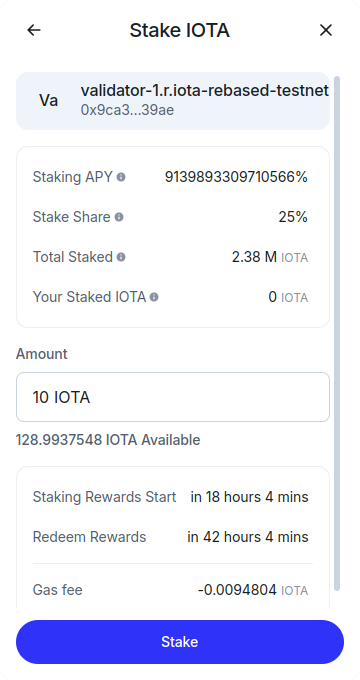 Stake IOTA
Va
validator-1.r.iota-rebased-testnet
0x9ca3...39ae
Staking APY 9139893309710566%
Stake Share 25%
Total Staked 2.38 M IOTA
Your Staked IOTA 0 IOTA
Amount
10 IOTA
128.9937548 IOTA Available
Staking Rewards Start in 18 hours 4 mins
Redeem Rewards in 42 hours 4 mins
Gas fee -0.0094804 IOTA
Stake